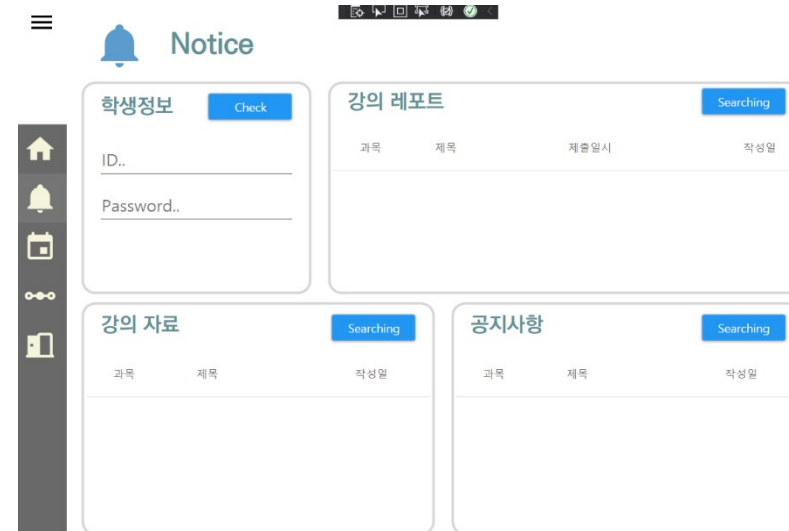 Notice
학생정보
Check
ID..
Password..
강의 레포트
Searching
과목 제목 제출일시 작성일
강의 자료
Searching
과목 제목 작성일
공지사항
Searching
과목 제목 작성일